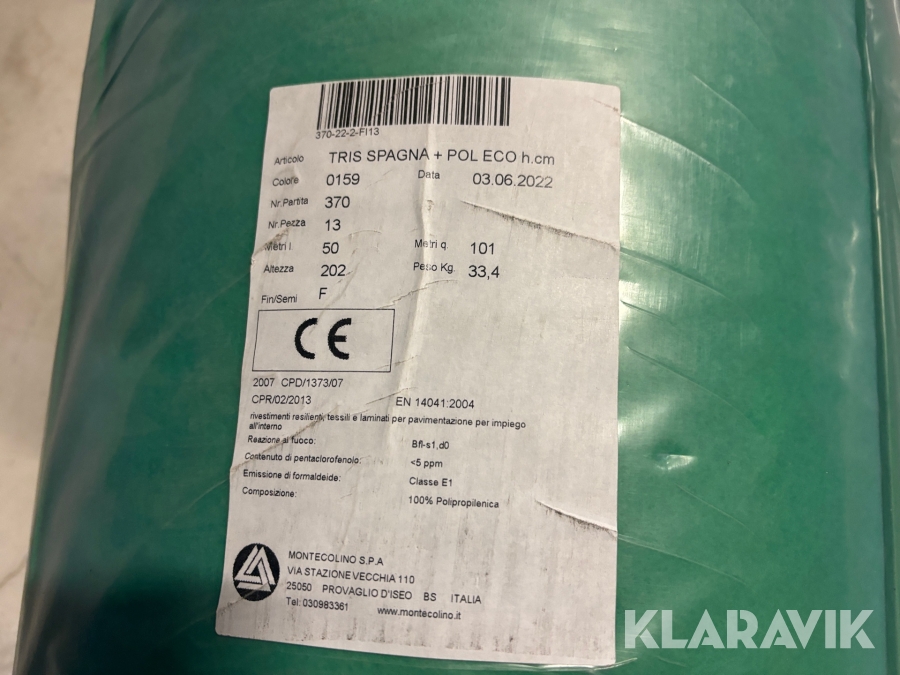 KLARAVIK
370-22-2-FI13
Articolo TRIS SPAGNA + POL ECO h.cm
Colore 0159 Data 03.06.2022
Nr.Partita 370
Nr.Pezza 13
Metri l. 50 Metri q. 101
Altezza 202 Peso Kg 33,4
Fin/Semi F
CE
2007 CPD/1373/07
CPR/02/2013 EN 14041:2004
rivestimenti resilienti, tessili e laminati per pavimentazione per impiego
all'interno
Reazione al fuoco: Bfl-s1,d0
Contenuto di pentaclorofenolo: <5 ppm
Emissione di formaldeide: Classe E1
Composizione: 100% Polipropilenica
MONTECOLINO S.P.A
VIA STAZIONE VECCHIA 110
25050 PROVAGLIO D'ISEO BS ITALIA
Tel: 030983361 www.montecolino.it
KLARAVIK